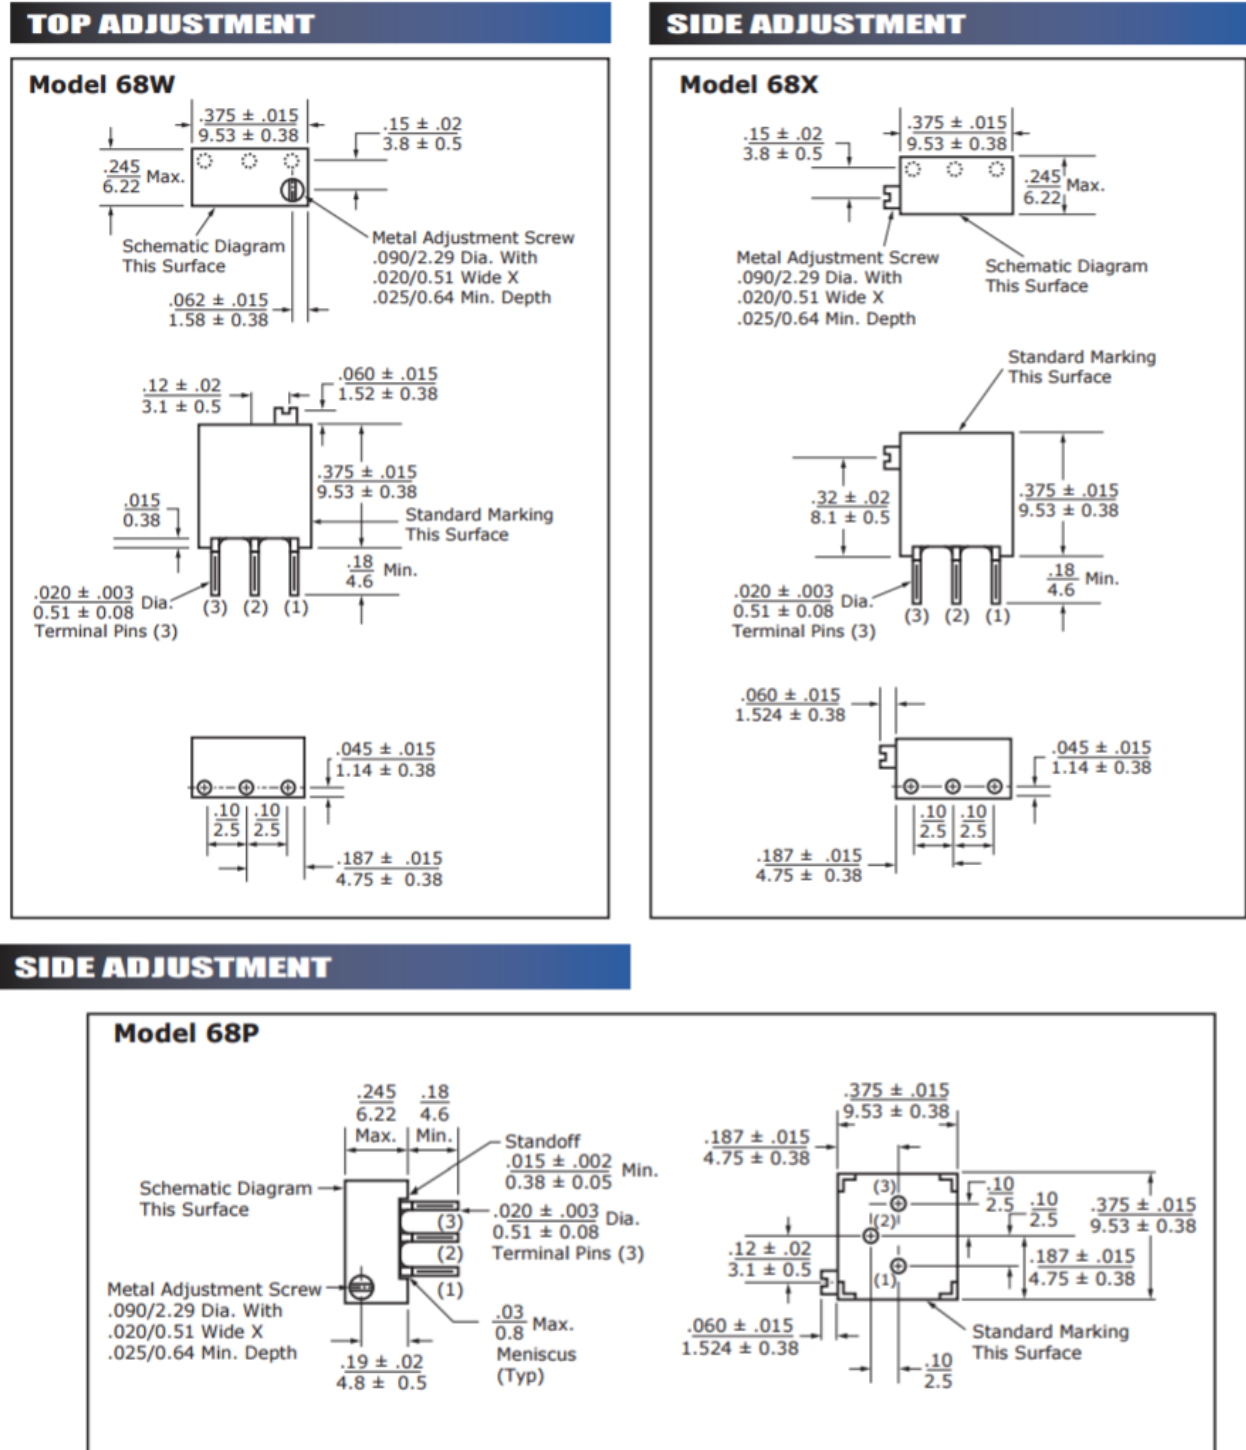 TOP ADJUSTMENT
Model 68W
.375 ± .015
9.53 ± 0.38
.15 ± .02
3.8 ± 0.5
.245
6.22
Max.
Schematic Diagram
This Surface
Metal Adjustment Screw
.090/2.29 Dia. With
.020/0.51 Wide X
.025/0.64 Min. Depth
.062 ± .015
1.58 ± 0.38
.12 ± .02
3.1 ± 0.5
.060 ± .015
1.52 ± 0.38
.375 ± .015
9.53 ± 0.38
.015
0.38
Standard Marking
This Surface
.18
4.6
Min.
.020 ± .003
0.51 ± 0.08
Dia.
Terminal Pins (3)
(3) (2) (1)
.045 ± .015
1.14 ± 0.38
.10 .10
2.5 2.5
.187 ± .015
4.75 ± 0.38
SIDE ADJUSTMENT
Model 68X
.15 ± .02
3.8 ± 0.5
.375 ± .015
9.53 ± 0.38
.245
6.22
Max.
Metal Adjustment Screw
.090/2.29 Dia. With
.020/0.51 Wide X
.025/0.64 Min. Depth
Schematic Diagram
This Surface
Standard Marking
This Surface
.32 ± .02
8.1 ± 0.5
.375 ± .015
9.53 ± 0.38
.18
4.6
Min.
.020 ± .003
0.51 ± 0.08
Dia.
Terminal Pins (3)
(3) (2) (1)
.060 ± .015
1.524 ± 0.38
.045 ± .015
1.14 ± 0.38
.10 .10
2.5 2.5
.187 ± .015
4.75 ± 0.38
SIDE ADJUSTMENT
Model 68P
.245 .18
6.22 4.6
Max. Min.
Standoff
.015 ± .002
0.38 ± 0.05
Min.
Schematic Diagram
This Surface
.020 ± .003
0.51 ± 0.08
Dia.
Terminal Pins (3)
(3)
(2)
(1)
Metal Adjustment Screw
.090/2.29 Dia. With
.020/0.51 Wide X
.025/0.64 Min. Depth
.03
0.8
Max.
Meniscus
(Typ)
.19 ± .02
4.8 ± 0.5
.375 ± .015
9.53 ± 0.38
.187 ± .015
4.75 ± 0.38
(3)
(2)
(1)
.10
2.5
.10
2.5
.375 ± .015
9.53 ± 0.38
.12 ± .02
3.1 ± 0.5
.187 ± .015
4.75 ± 0.38
.060 ± .015
1.524 ± 0.38
Standard Marking
This Surface
.10
2.5